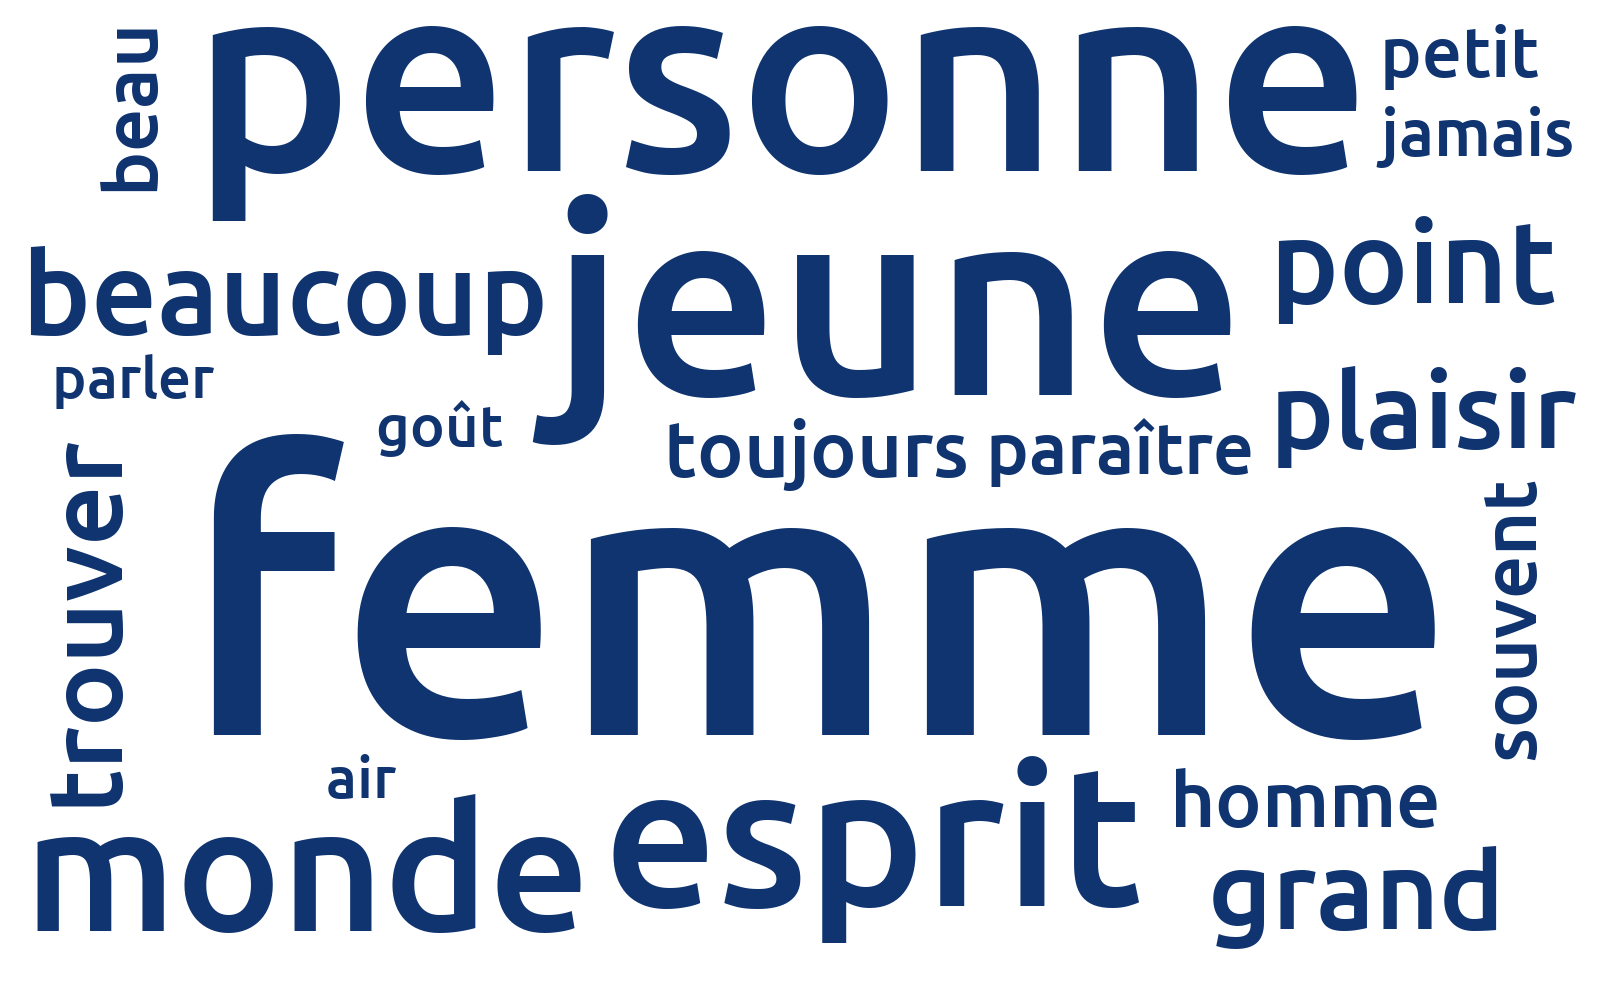 beau
personne
petit
jamais
beaucoup
jeune
point
parler
goût
toujours
paraître
plaisir
trouver
femme
souvent
air
monde
esprit
homme
grand